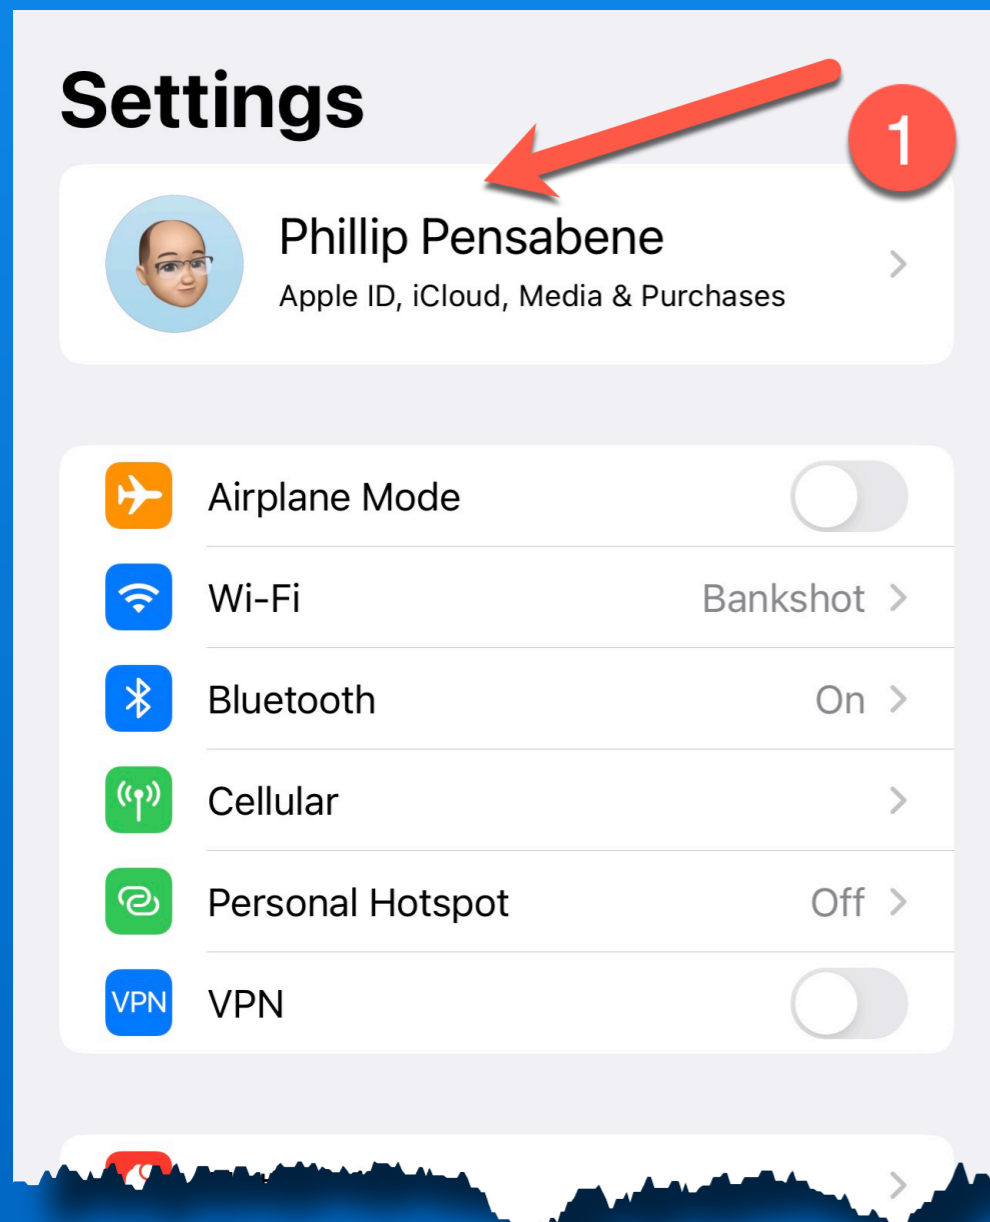 Settings
1
Phillip Pensabene
Apple ID, iCloud, Media & Purchases
Airplane Mode
Wi-Fi Bankshot
Bluetooth On
Cellular
Personal Hotspot Off
VPN VPN